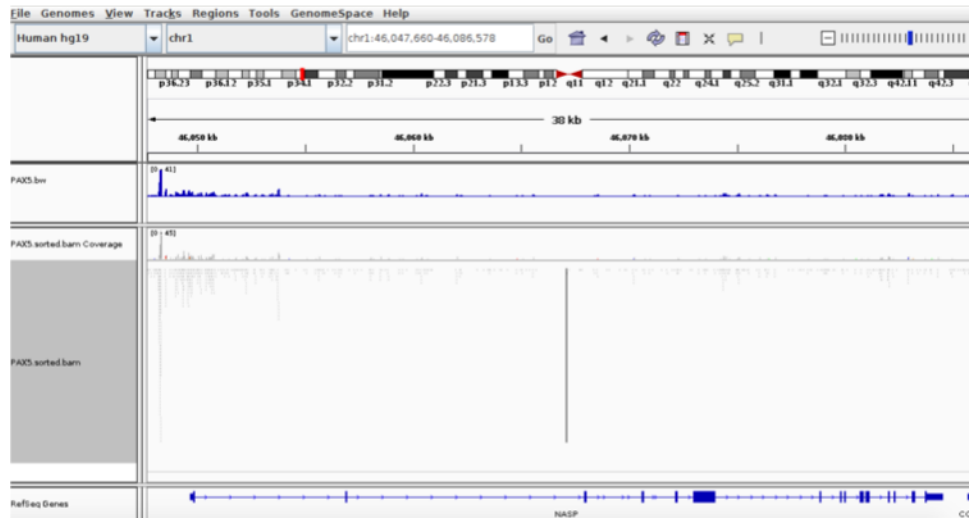 File Genomes View Tracks Regions Tools GenomeSpace Help
Human hg19 chr1 chr1:46,047,660-46,086,578 Go
p36.23 p36.12 p35.1 p34.1 p32.2 p31.2 p22.3 p21.3 p13.3 p12 q11 q12 q21.1 q22 q24.1 q25.2 q31.1 q32.1 q32.3 q42.11 q42.3
38 kb
46,050 kb 46,060 kb 46,070 kb 46,080 kb
[0 - 41]
PAX5.bw
[0 - 45]
PAX5.sorted.bam Coverage
PAX5.sorted.bam
RefSeq Genes
NASP